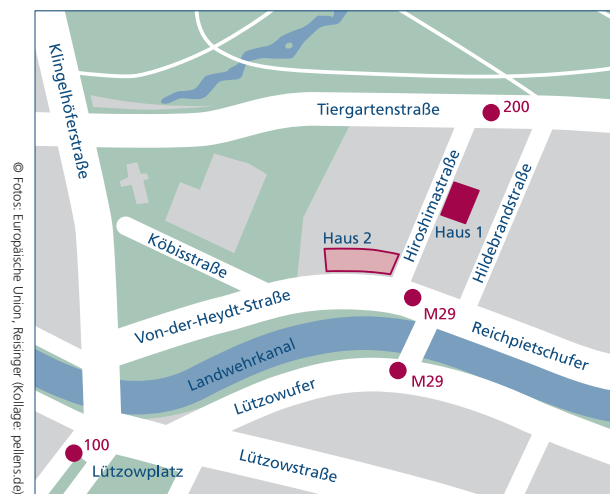 Klingelhöferstraße
Tiergartenstraße
200
Hiroshimastraße
Hildebrandstraße
Haus 1
Haus 2
Köbisstraße
Von-der-Heydt-Straße
M29
Reichpietschufer
Landwehrkanal
M29
Lützowufer
100
Lützowplatz
Lützowstraße
© Fotos: Europäische Union, Reisinger (Kollage: pellens.de)